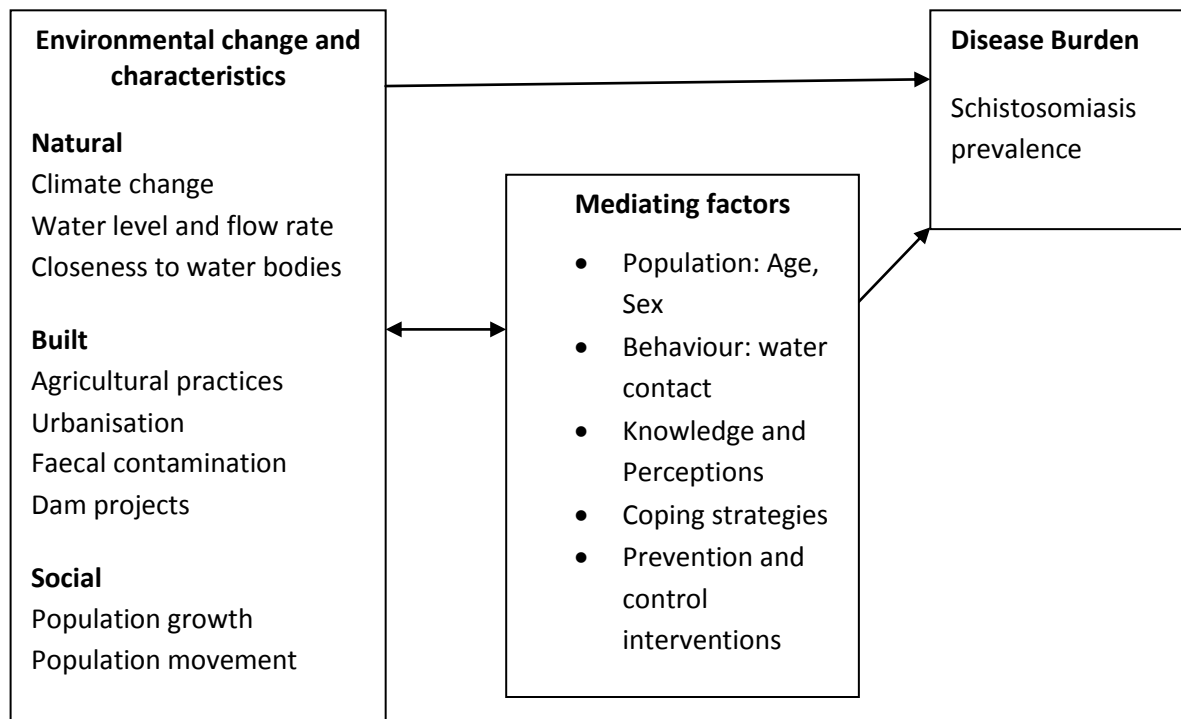 Environmental change and
characteristics
Natural
Climate change
Water level and flow rate
Closeness to water bodies
Built
Agricultural practices
Urbanisation
Faecal contamination
Dam projects
Social
Population growth
Population movement
Mediating factors
• Population: Age,
Sex
• Behaviour: water
contact
• Knowledge and
Perceptions
• Coping strategies
• Prevention and
control
interventions
Disease Burden
Schistosomiasis
prevalence